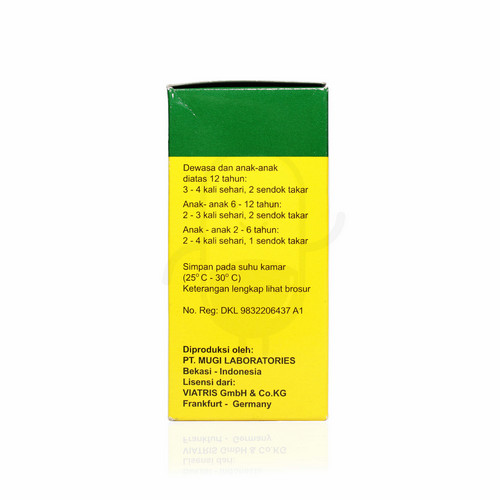 Dewasa dan anak-anak
diatas 12 tahun:
3 - 4 kali sehari, 2 sendok takar
Anak- anak 6 - 12 tahun:
2 - 3 kali sehari, 2 sendok takar
Anak - anak 2 - 6 tahun:
2 - 4 kali sehari, 1 sendok takar
Simpan pada suhu kamar
(25°C - 30°C)
Keterangan lengkap lihat brosur
No. Reg: DKL 9832206437 A1
Diproduksi oleh:
PT. MUGI LABORATORIES
Bekasi - Indonesia
Lisensi dari:
VIATRIS GmbH & Co.KG
Frankfurt - Germany